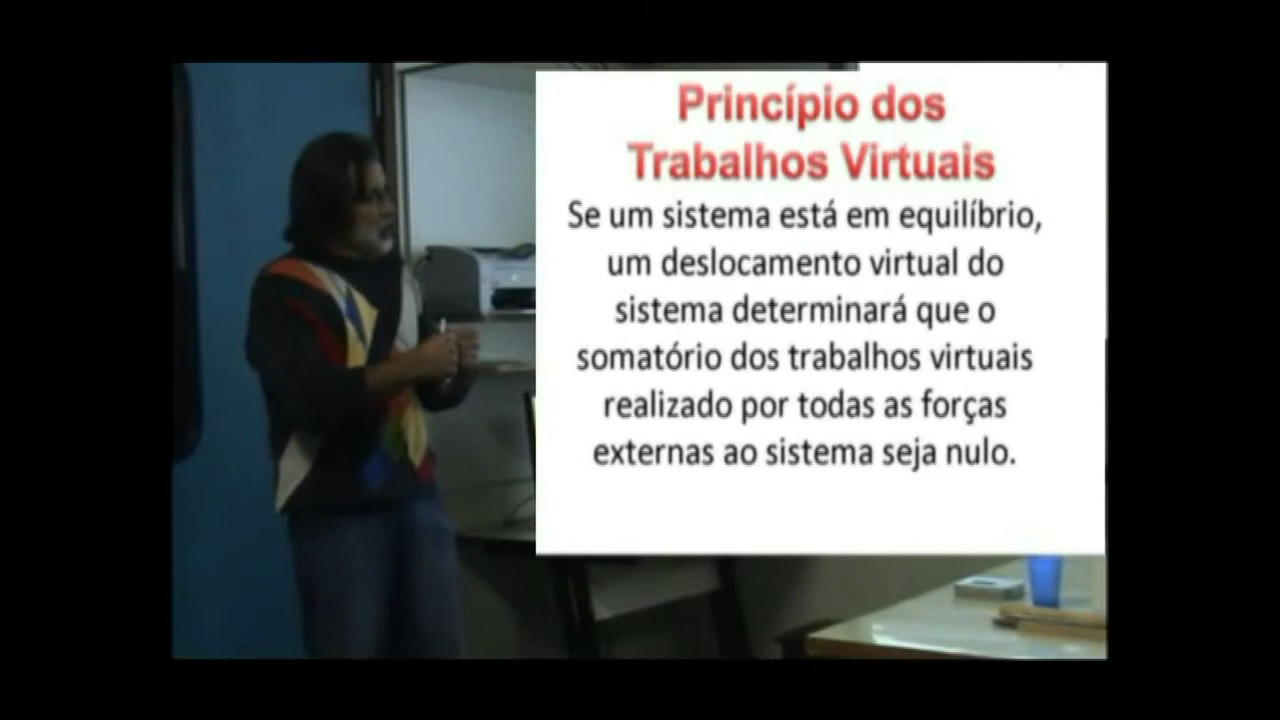 Princípio dos
Trabalhos Virtuais
Se um sistema está em equilíbrio,
um deslocamento virtual do
sistema determinará que o
somatório dos trabalhos virtuais
realizado por todas as forças
externas ao sistema seja nulo.